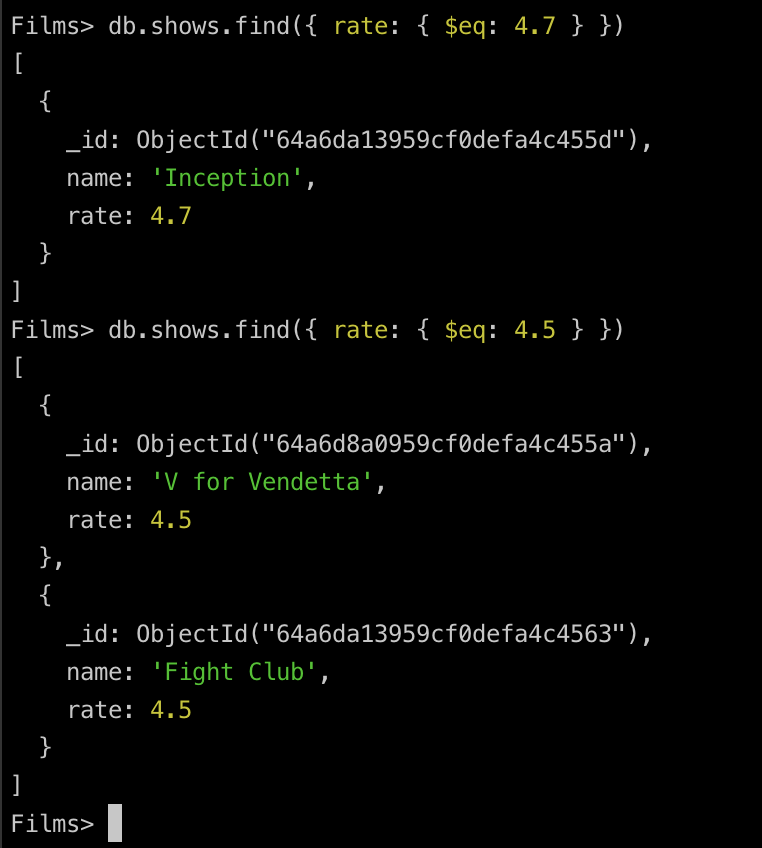 Films> db.shows.find({ rate: { $eq: 4.7 } })
[
  {
    _id: ObjectId("64a6da13959cf0defa4c455d"),
    name: 'Inception',
    rate: 4.7
  }
]
Films> db.shows.find({ rate: { $eq: 4.5 } })
[
  {
    _id: ObjectId("64a6d8a0959cf0defa4c455a"),
    name: 'V for Vendetta',
    rate: 4.5
  },
  {
    _id: ObjectId("64a6da13959cf0defa4c4563"),
    name: 'Fight Club',
    rate: 4.5
  }
]
Films>